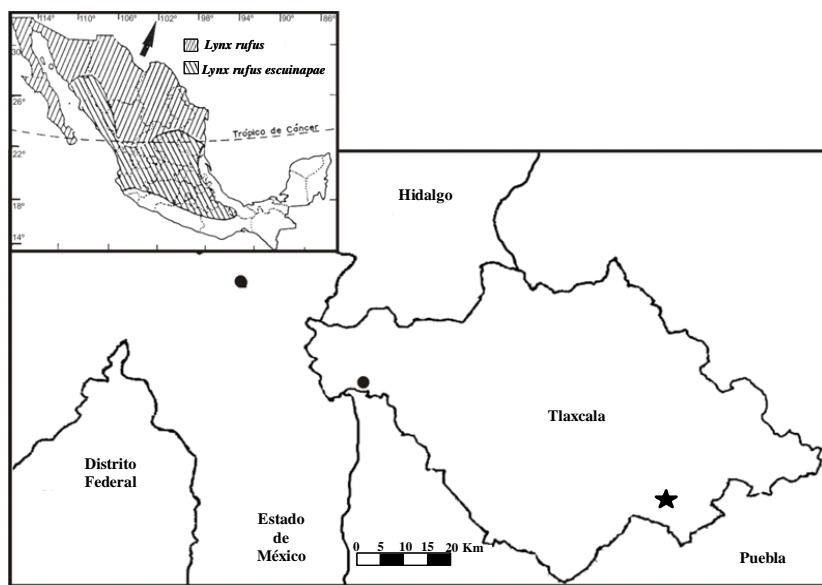 114° 110° 106° 102° 98° 94° 90° 86°
Lynx rufus
30°
Lynx rufus escuinapae
26°
Trópico de Cáncer
22°
22°
18°
14°
Hidalgo
Tlaxcala
Distrito
Federal
Estado
de
México
0 5 10 15 20 Km
Puebla